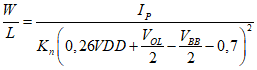 W/L = I_P / K_n(0,26VDD + V_OL/2 − V_BB/2 − 0,7)^2